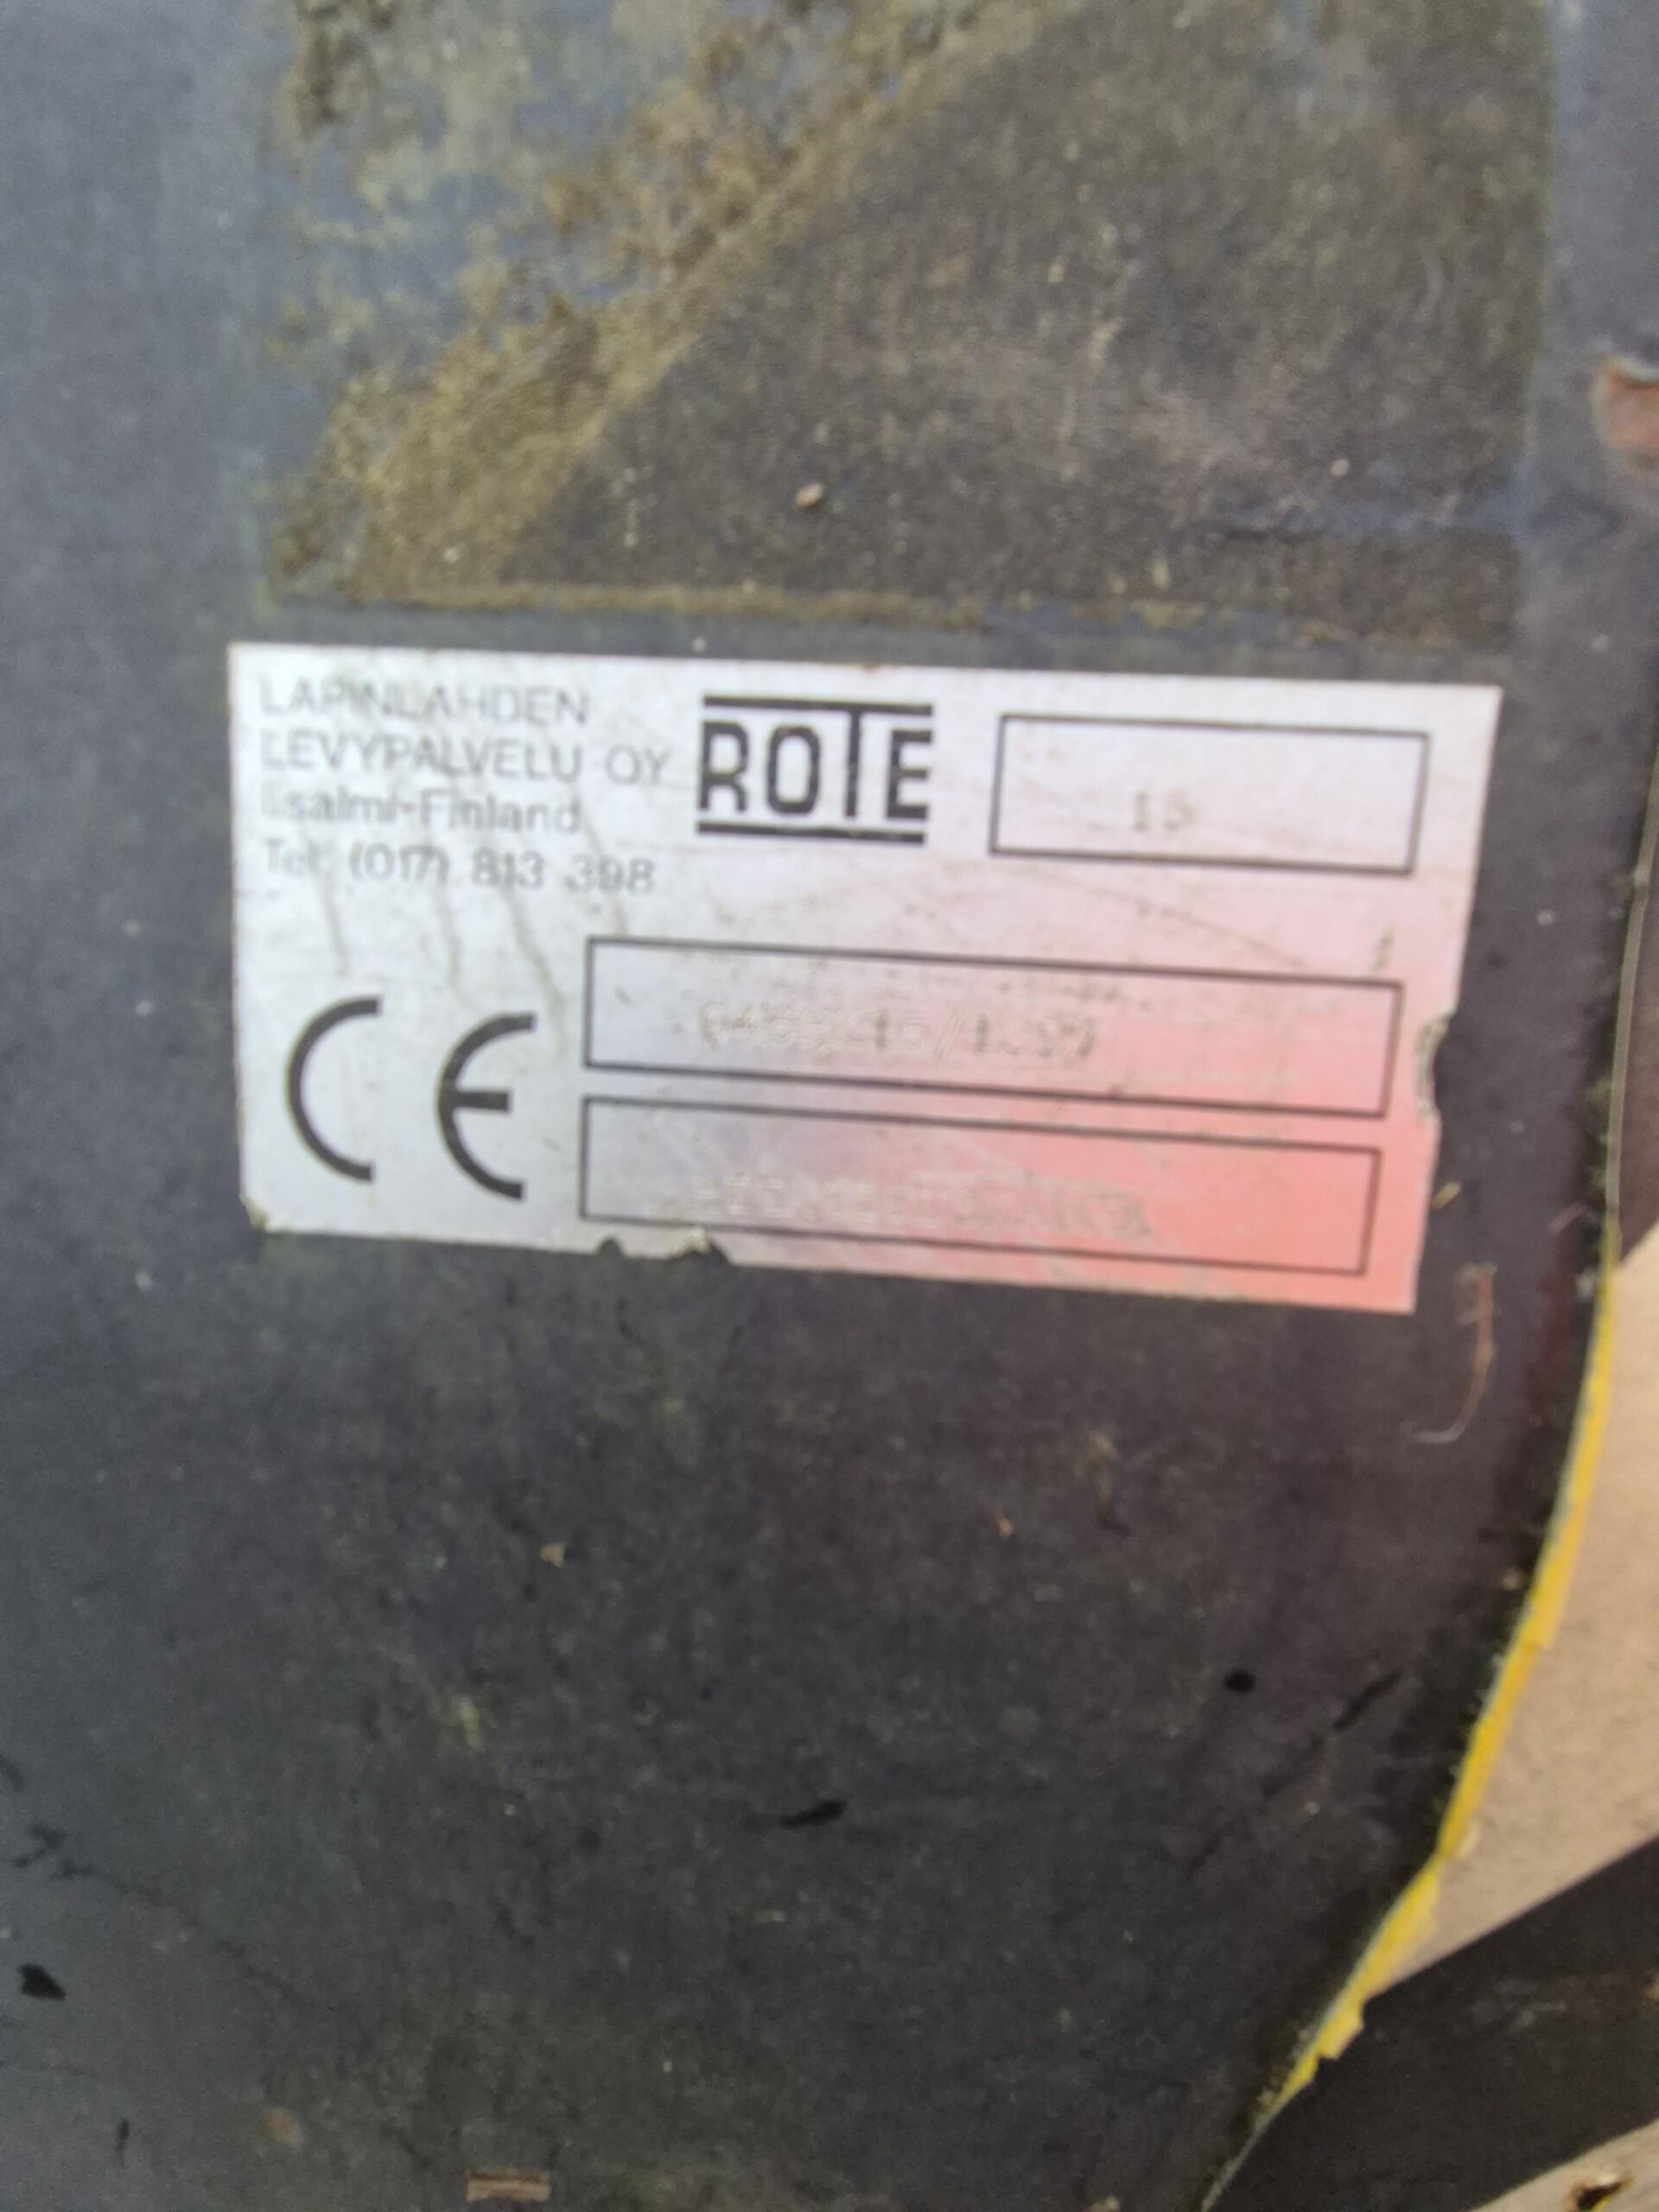 LAPINLAHDEN
LEVYPALVELU OY
Iisalmi-Finland
Tel. (017) 813 398
ROTE
15
CE